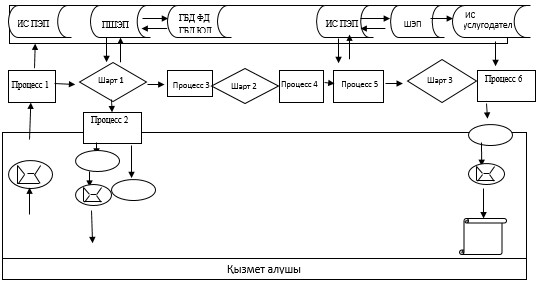 ИС ПЭП
ПШЭП
ГБД ФД
ГБД ЮЛ
ИС ПЭП
ШЭП
ИС
услугодател
Процесс 1
Шарт 1
Процесс 3
Шарт 2
Процесс 4
Процесс 5
Шарт 3
Процесс 6
Процесс 2
Қызмет алушы